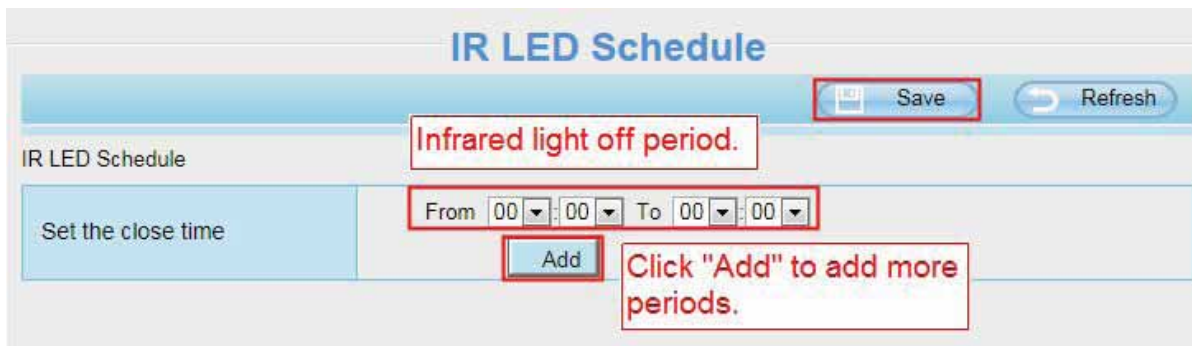 IR LED Schedule
Save Refresh
Infrared light off period.
IR LED Schedule
Set the close time
From 00 : 00 To 00 : 00
Add
Click "Add" to add more
periods.